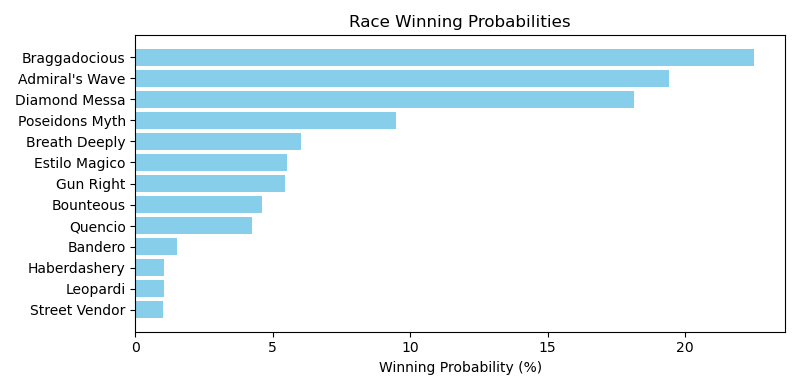 Race Winning Probabilities
Braggadocious
Admiral's Wave
Diamond Messa
Poseidons Myth
Breath Deeply
Estilo Magico
Gun Right
Bounteous
Quencio
Bandero
Haberdashery
Leopardi
Street Vendor
0 5 10 15 20
Winning Probability (%)